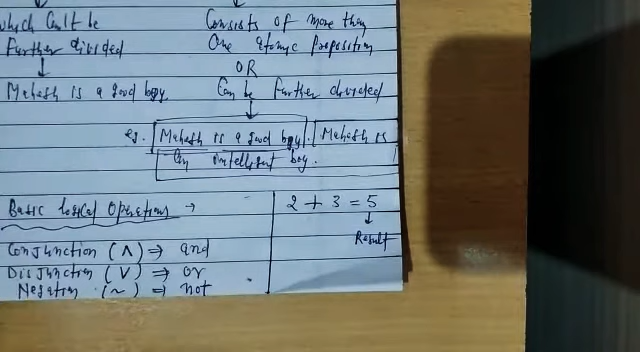 which can't be
Further divided
Mahesh is a good boy.
Consists of more than
One atomic proposition
OR
Can be further divided
eg. Mahesh is a good boy. Mahesh is
an intelligent boy.
Basic logical operations →
Conjunction (∧) ⇒ and
Disjunction (∨) ⇒ or
Negation (~) ⇒ not
2 + 3 = 5
Result